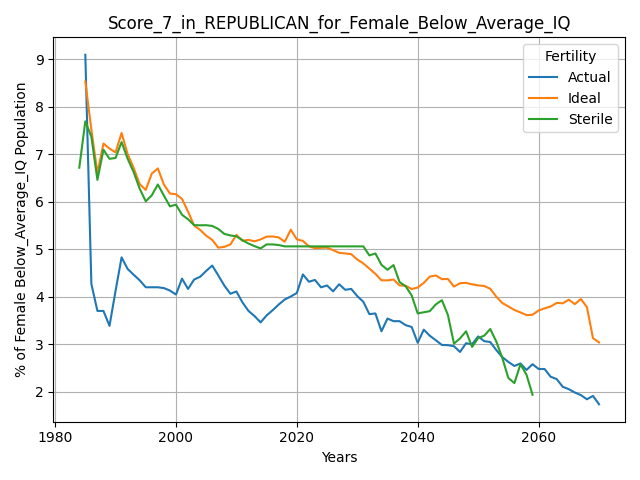 Score_7_in_REPUBLICAN_for_Female_Below_Average_IQ
% of Female Below_Average_IQ Population
9
8
7
6
5
4
3
2
Fertility
Actual
Ideal
Sterile
1980
2000
2020
2040
2060
Years